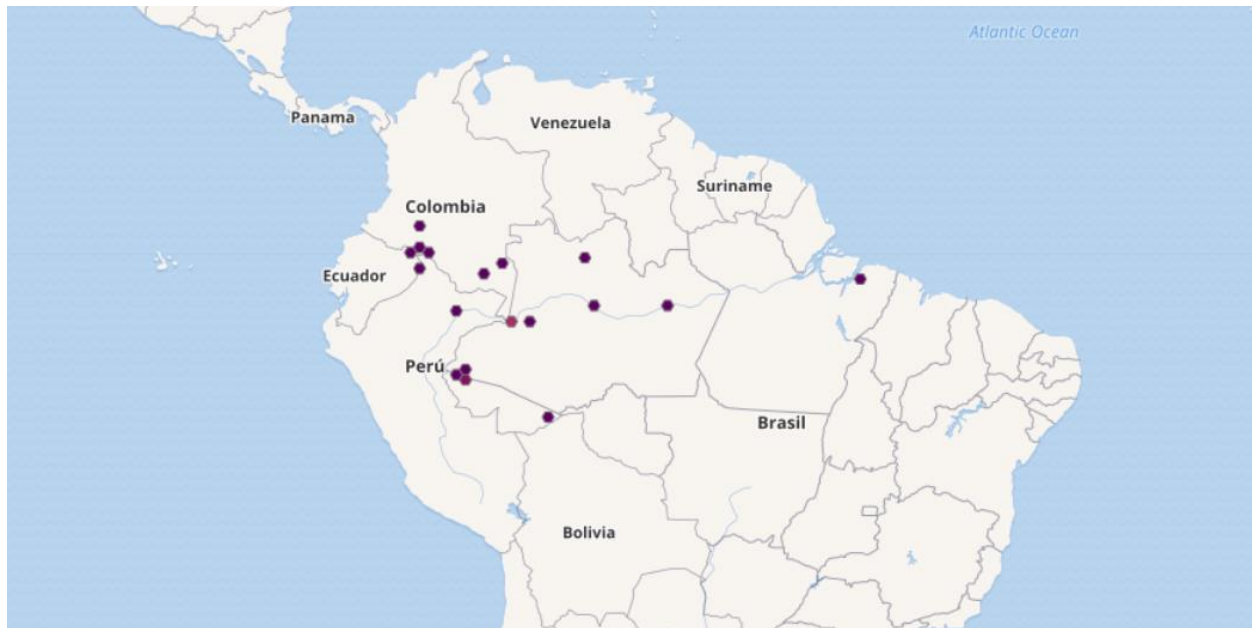 Atlantic Ocean
Panama
Venezuela
Suriname
Colombia
Ecuador
Perú
Brasil
Bolivia